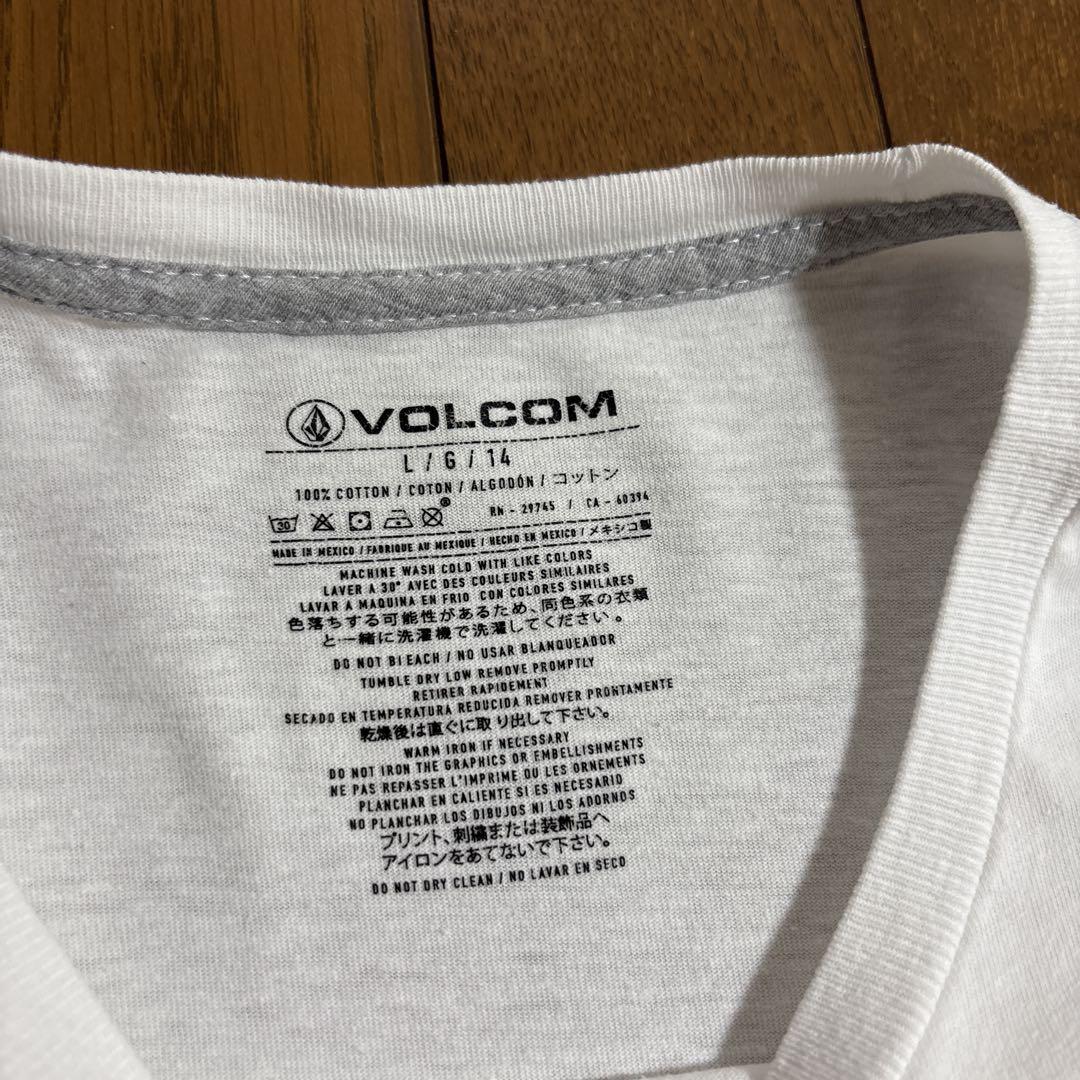 VOLCOM
L / G / 14
100% COTTON / COTON / ALGODÓN / コットン
30 ® RN - 29765 / CA - 60394
MADE IN MEXICO / FABRIQUE AU MEXIQUE / HECHO EN MEXICO / メキシコ製
MACHINE WASH COLD WITH LIKE COLORS
LAVER A 30° AVEC DES COULEURS SIMILAIRES
LAVAR A MAQUINA EN FRIO CON COLORES SIMILARES
色落ちする可能性があるため、同色系の衣類
と一緒に洗濯機で洗濯してください。
DO NOT BLEACH / NO USAR BLANQUEADOR
TUMBLE DRY LOW REMOVE PROMPTLY
RETIRER RAPIDEMENT
SECADO EN TEMPERATURA REDUCIDA REMOVER PRONTAMENTE
乾燥後は直ぐに取り出して下さい。
WARM IRON IF NECESSARY
DO NOT IRON THE GRAPHICS OR EMBELLISHMENTS
NE PAS REPASSER L'IMPRIME OU LES ORNEMENTS
PLANCHAR EN CALIENTE SI ES NECESARIO
NO PLANCHAR LOS DIBUJOS NI LOS ADORNOS
プリント、刺繍または装飾品へ
アイロンをあてないで下さい。
DO NOT DRY CLEAN / NO LAVAR EN SECO